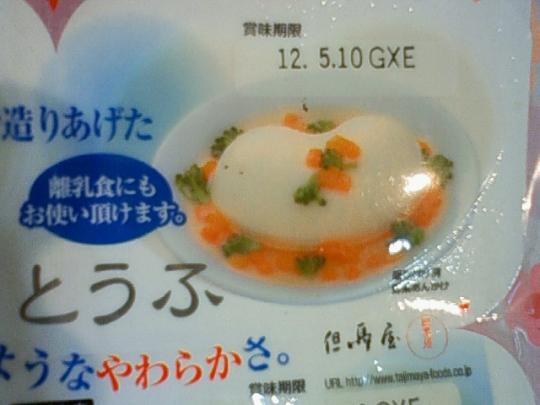 賞味期限
12. 5.10 GXE
造りあげた
離乳食にも
お使い頂けます。
とうふ
ようなやわらかさ。
但馬屋
賞味期限
URL http://www.tajimaya-foods.co.jp